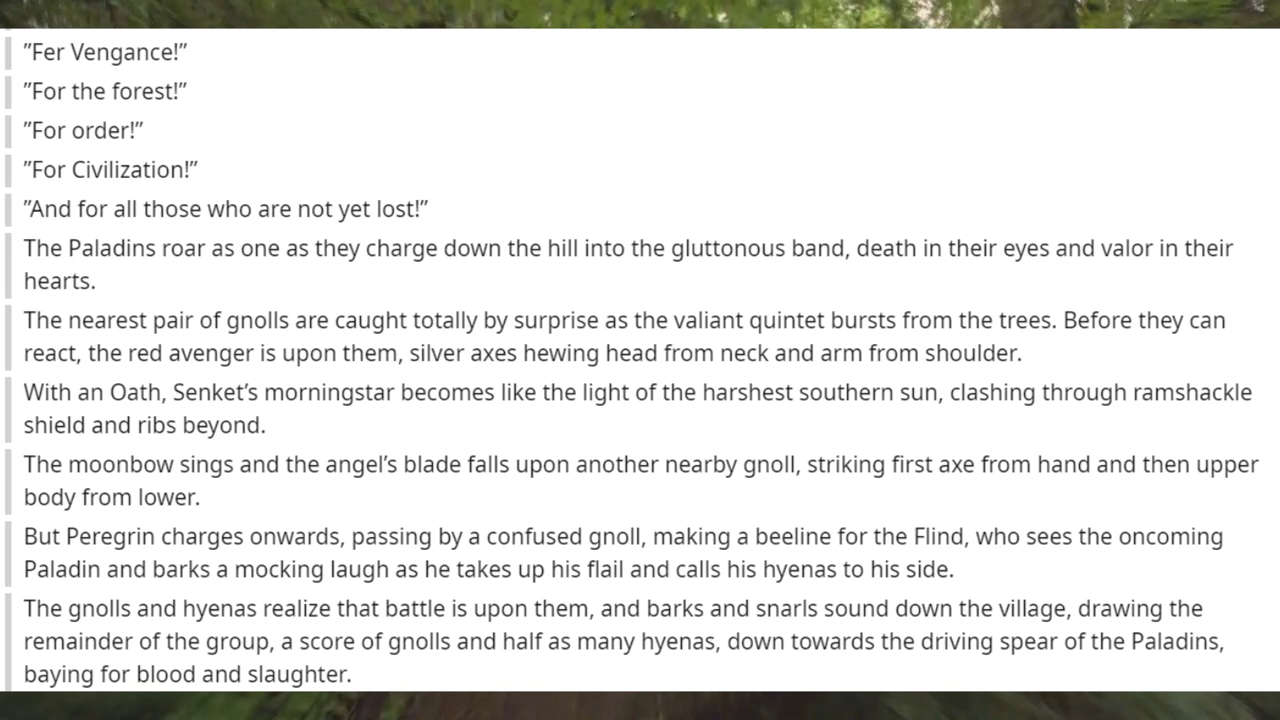 ”Fer Vengance!”
”For the forest!”
”For order!”
”For Civilization!”
”And for all those who are not yet lost!”
The Paladins roar as one as they charge down the hill into the gluttonous band, death in their eyes and valor in their
hearts.
The nearest pair of gnolls are caught totally by surprise as the valiant quintet bursts from the trees. Before they can
react, the red avenger is upon them, silver axes hewing head from neck and arm from shoulder.
With an Oath, Senket’s morningstar becomes like the light of the harshest southern sun, clashing through ramshackle
shield and ribs beyond.
The moonbow sings and the angel’s blade falls upon another nearby gnoll, striking first axe from hand and then upper
body from lower.
But Peregrin charges onwards, passing by a confused gnoll, making a beeline for the Flind, who sees the oncoming
Paladin and barks a mocking laugh as he takes up his flail and calls his hyenas to his side.
The gnolls and hyenas realize that battle is upon them, and barks and snarls sound down the village, drawing the
remainder of the group, a score of gnolls and half as many hyenas, down towards the driving spear of the Paladins,
baying for blood and slaughter.